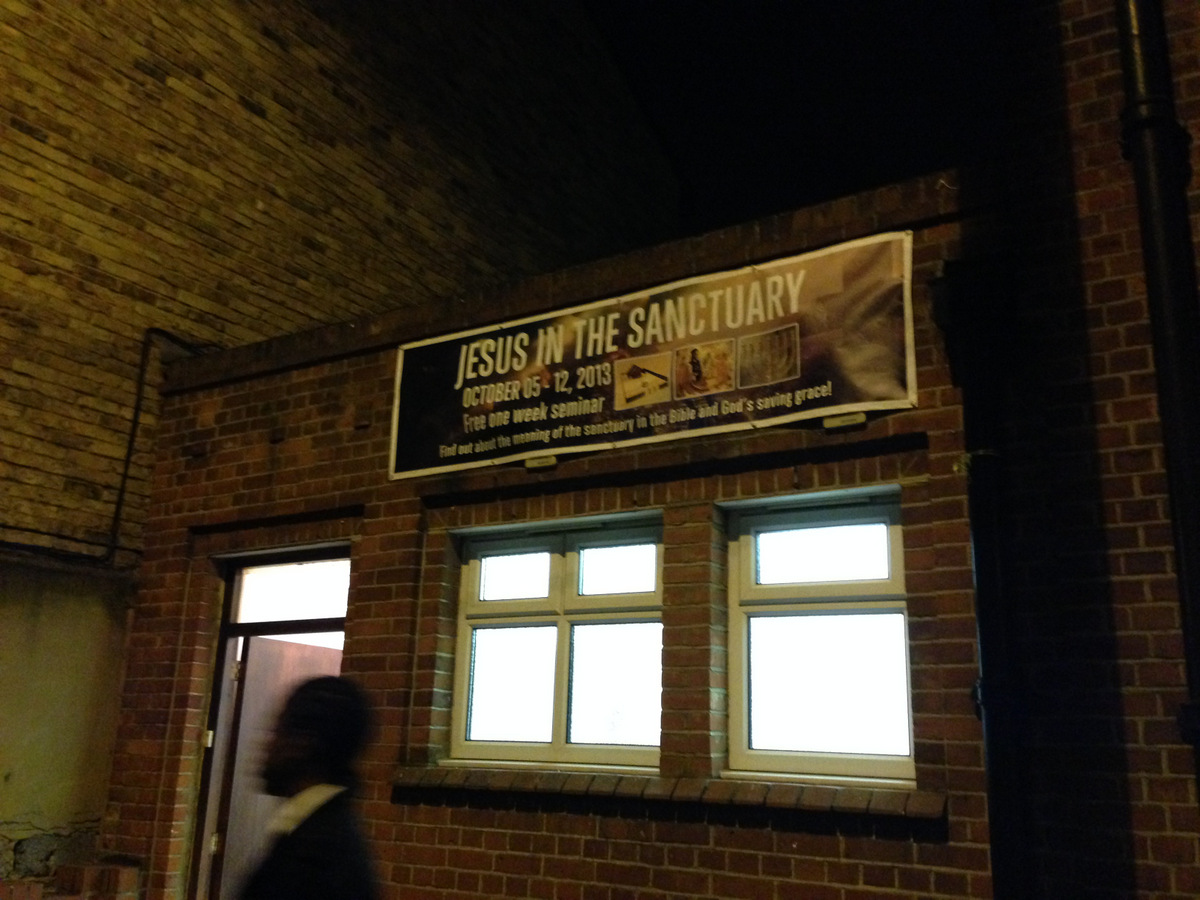 JESUS IN THE SANCTUARY
OCTOBER 05 - 12, 2013
Free one week seminar
Find out about the meaning of the sanctuary in the Bible and God's saving grace!